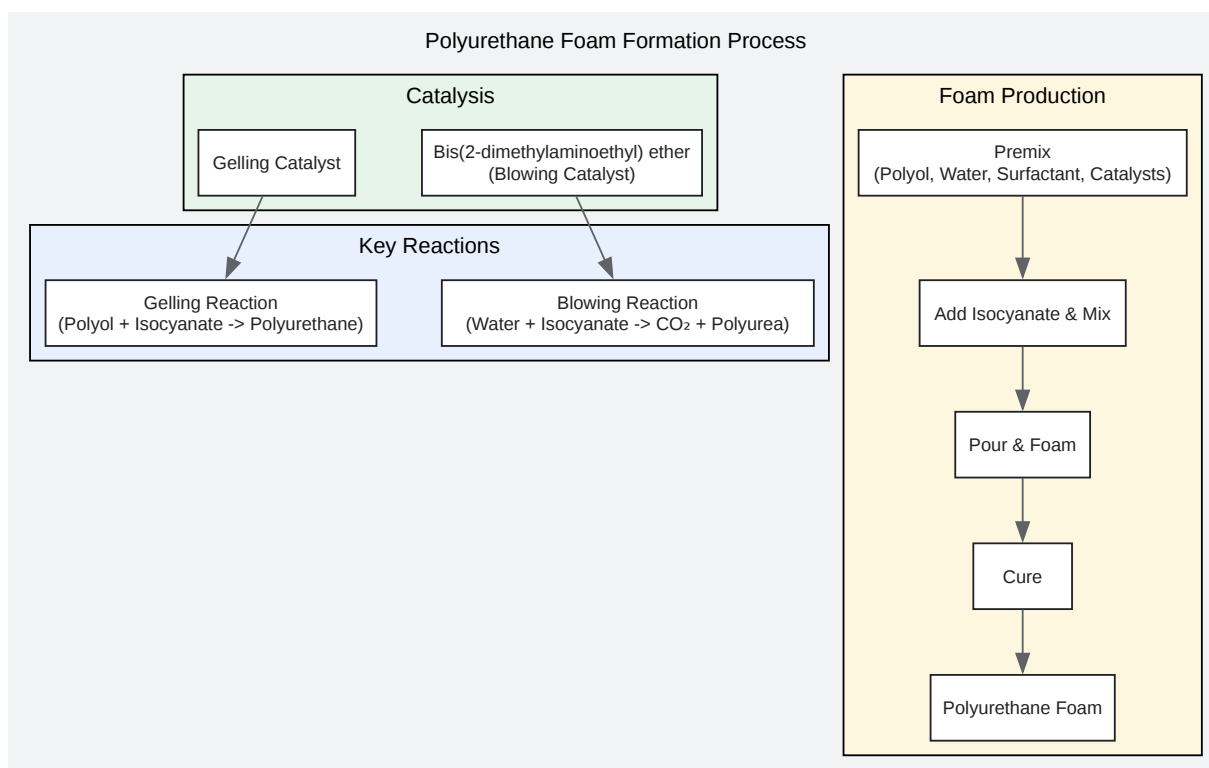 Polyurethane Foam Formation Process
Catalysis
Gelling Catalyst
Bis(2-dimethylaminoethyl) ether
(Blowing Catalyst)
Key Reactions
Gelling Reaction
(Polyol + Isocyanate -> Polyurethane)
Blowing Reaction
(Water + Isocyanate -> CO₂ + Polyurea)
Foam Production
Premix
(Polyol, Water, Surfactant, Catalysts)
Add Isocyanate & Mix
Pour & Foam
Cure
Polyurethane Foam